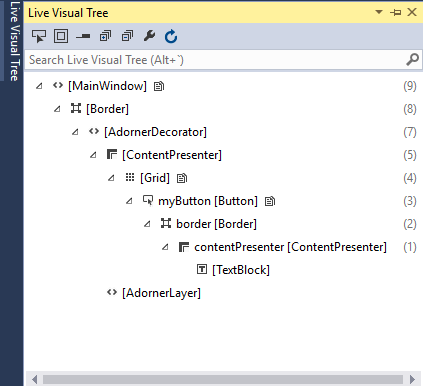 Live Visual Tree
Live Visual Tree
Search Live Visual Tree (Alt+`)
[MainWindow] (9)
[Border] (8)
[AdornerDecorator] (7)
[ContentPresenter] (5)
[Grid] (4)
myButton [Button] (3)
border [Border] (2)
contentPresenter [ContentPresenter] (1)
T [TextBlock]
[AdornerLayer]